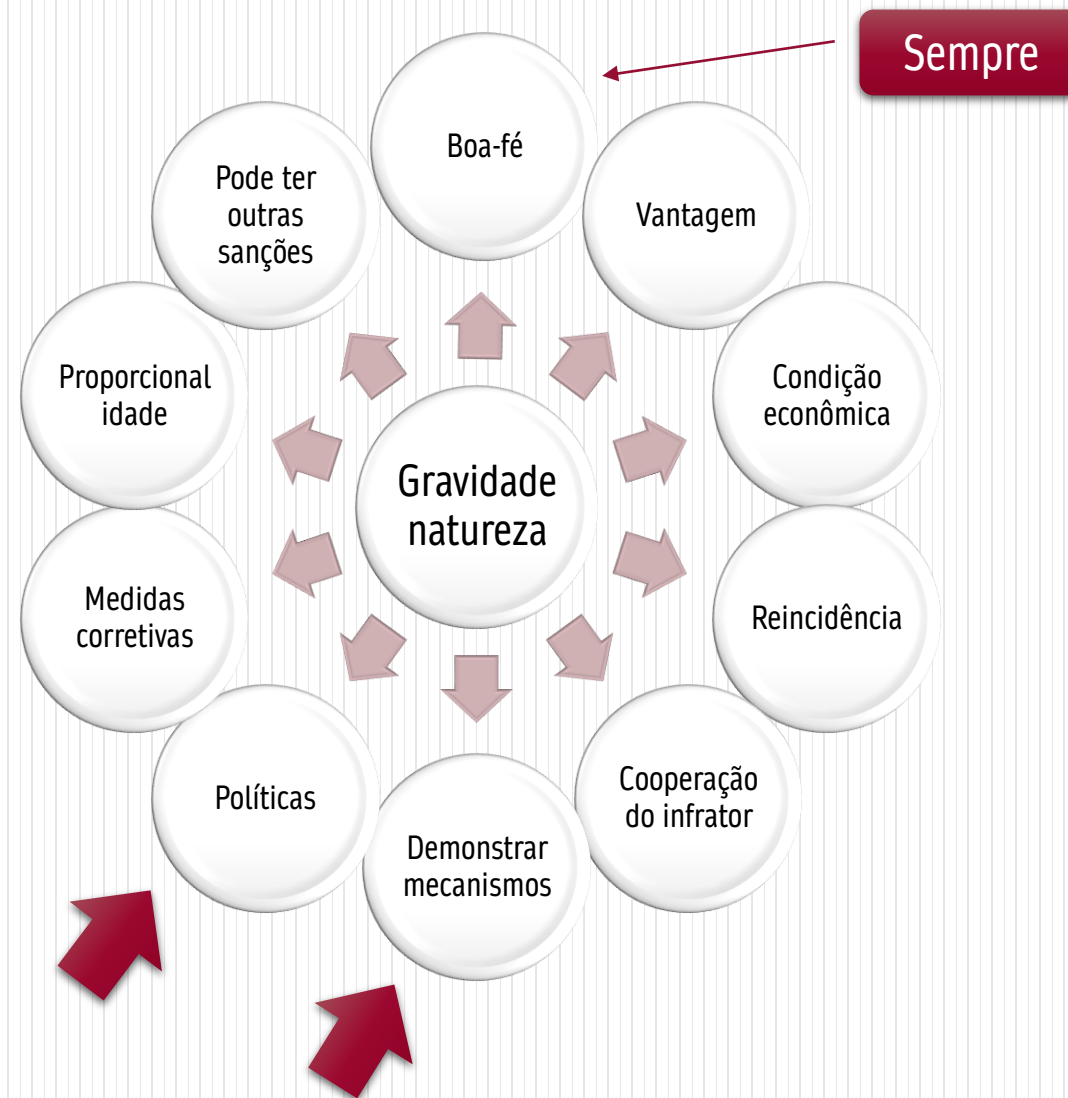 Sempre
Boa-fé
Vantagem
Condição
econômica
Reincidência
Cooperação
do infrator
Demonstrar
mecanismos
Políticas
Medidas
corretivas
Proporcional
idade
Pode ter
outras
sanções
Gravidade
natureza